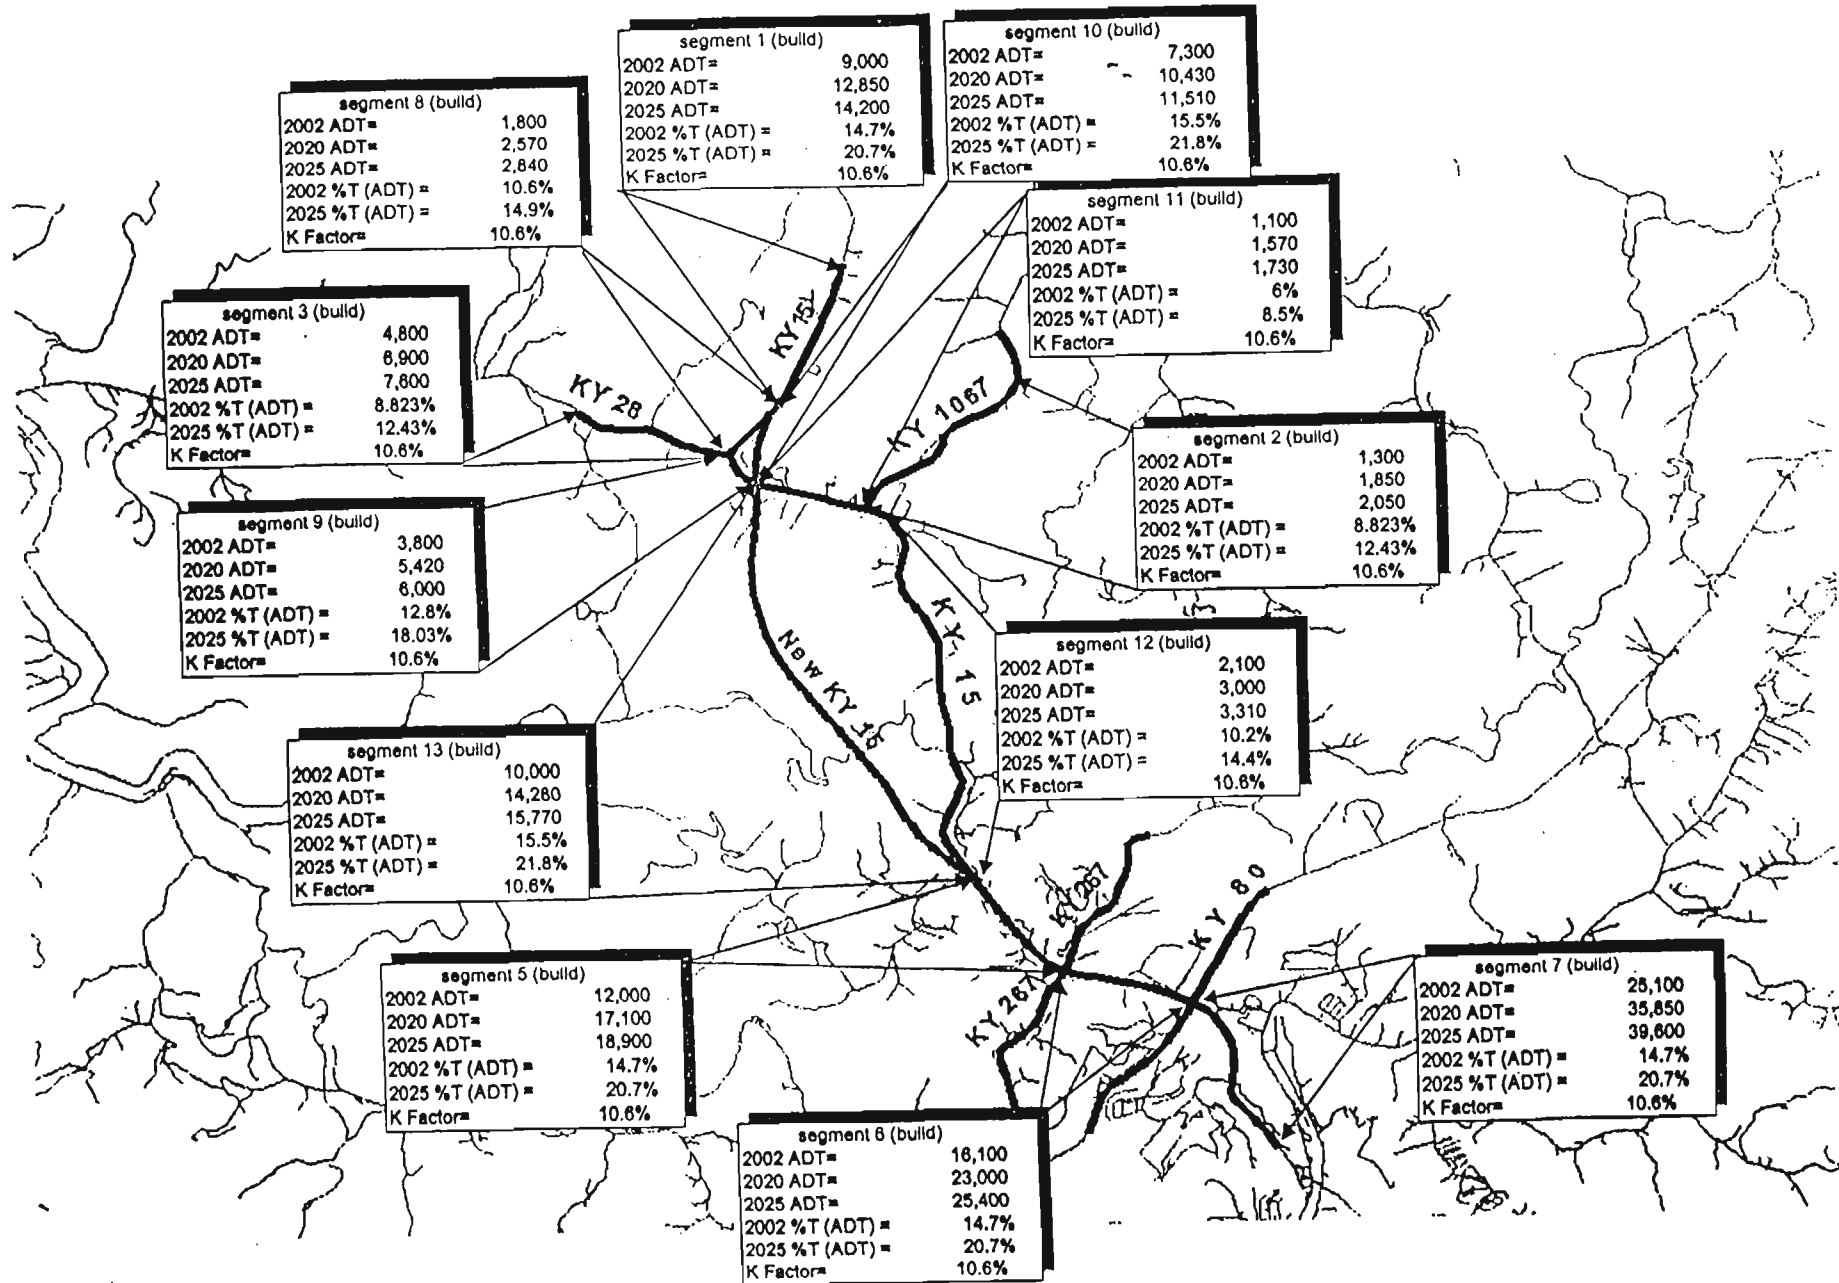 segment 1 (build)
2002 ADT= 9,000
2020 ADT= 12,850
2025 ADT= 14,200
2002 %T (ADT) = 14.7%
2025 %T (ADT) = 20.7%
K Factor= 10.6%
segment 10 (build)
2002 ADT= 7,300
2020 ADT= 10,430
2025 ADT= 11,510
2002 %T (ADT) = 15.5%
2025 %T (ADT) = 21.8%
K Factor= 10.6%
segment 8 (build)
2002 ADT= 1,800
2020 ADT= 2,570
2025 ADT= 2,840
2002 %T (ADT) = 10.6%
2025 %T (ADT) = 14.9%
K Factor= 10.6%
segment 11 (build)
2002 ADT= 1,100
2020 ADT= 1,570
2025 ADT= 1,730
2002 %T (ADT) = 6%
2025 %T (ADT) = 8.5%
K Factor= 10.6%
segment 3 (build)
2002 ADT= 4,800
2020 ADT= 6,900
2025 ADT= 7,600
2002 %T (ADT) = 8.823%
2025 %T (ADT) = 12.43%
K Factor= 10.6%
KY 15
KY 28
KY 1067
segment 2 (build)
2002 ADT= 1,300
2020 ADT= 1,850
2025 ADT= 2,050
2002 %T (ADT) = 8.823%
2025 %T (ADT) = 12.43%
K Factor= 10.6%
segment 9 (build)
2002 ADT= 3,800
2020 ADT= 5,420
2025 ADT= 6,000
2002 %T (ADT) = 12.8%
2025 %T (ADT) = 18.03%
K Factor= 10.6%
New KY 15
KY 15
segment 12 (build)
2002 ADT= 2,100
2020 ADT= 3,000
2025 ADT= 3,310
2002 %T (ADT) = 10.2%
2025 %T (ADT) = 14.4%
K Factor= 10.6%
segment 13 (build)
2002 ADT= 10,000
2020 ADT= 14,280
2025 ADT= 15,770
2002 %T (ADT) = 15.5%
2025 %T (ADT) = 21.8%
K Factor= 10.6%
KY 267
KY 80
segment 5 (build)
2002 ADT= 12,000
2020 ADT= 17,100
2025 ADT= 18,900
2002 %T (ADT) = 14.7%
2025 %T (ADT) = 20.7%
K Factor= 10.6%
KY 267
segment 7 (build)
2002 ADT= 25,100
2020 ADT= 35,850
2025 ADT= 39,600
2002 %T (ADT) = 14.7%
2025 %T (ADT) = 20.7%
K Factor= 10.6%
segment 6 (build)
2002 ADT= 16,100
2020 ADT= 23,000
2025 ADT= 25,400
2002 %T (ADT) = 14.7%
2025 %T (ADT) = 20.7%
K Factor= 10.6%